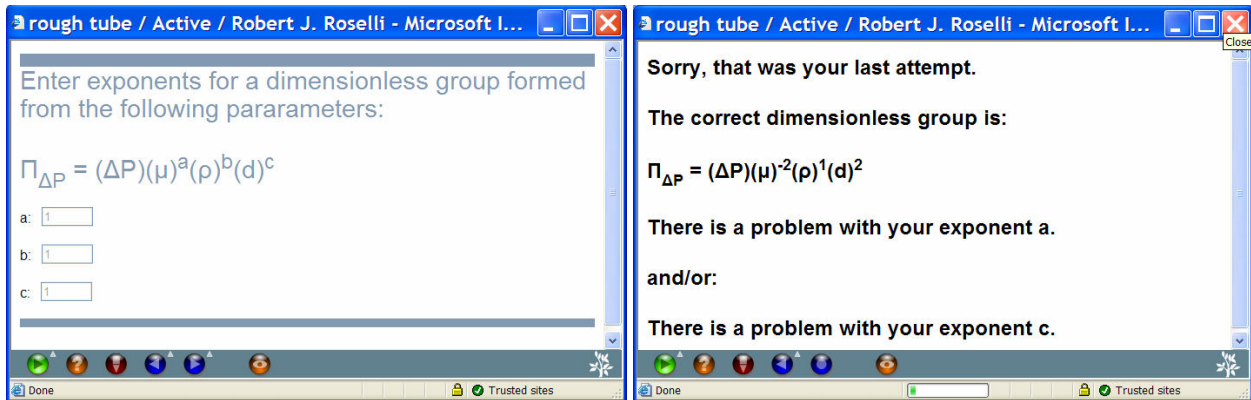 rough tube / Active / Robert J. Roselli - Microsoft I...
Enter exponents for a dimensionless group formed
from the following pararameters:
Π_ΔP = (ΔP)(μ)^a(ρ)^b(d)^c
a: 1
b: 1
c: 1
Done
Trusted sites
rough tube / Active / Robert J. Roselli - Microsoft I...
Close
Sorry, that was your last attempt.
The correct dimensionless group is:
Π_ΔP = (ΔP)(μ)^-2(ρ)^1(d)^2
There is a problem with your exponent a.
and/or:
There is a problem with your exponent c.
Done
Trusted sites